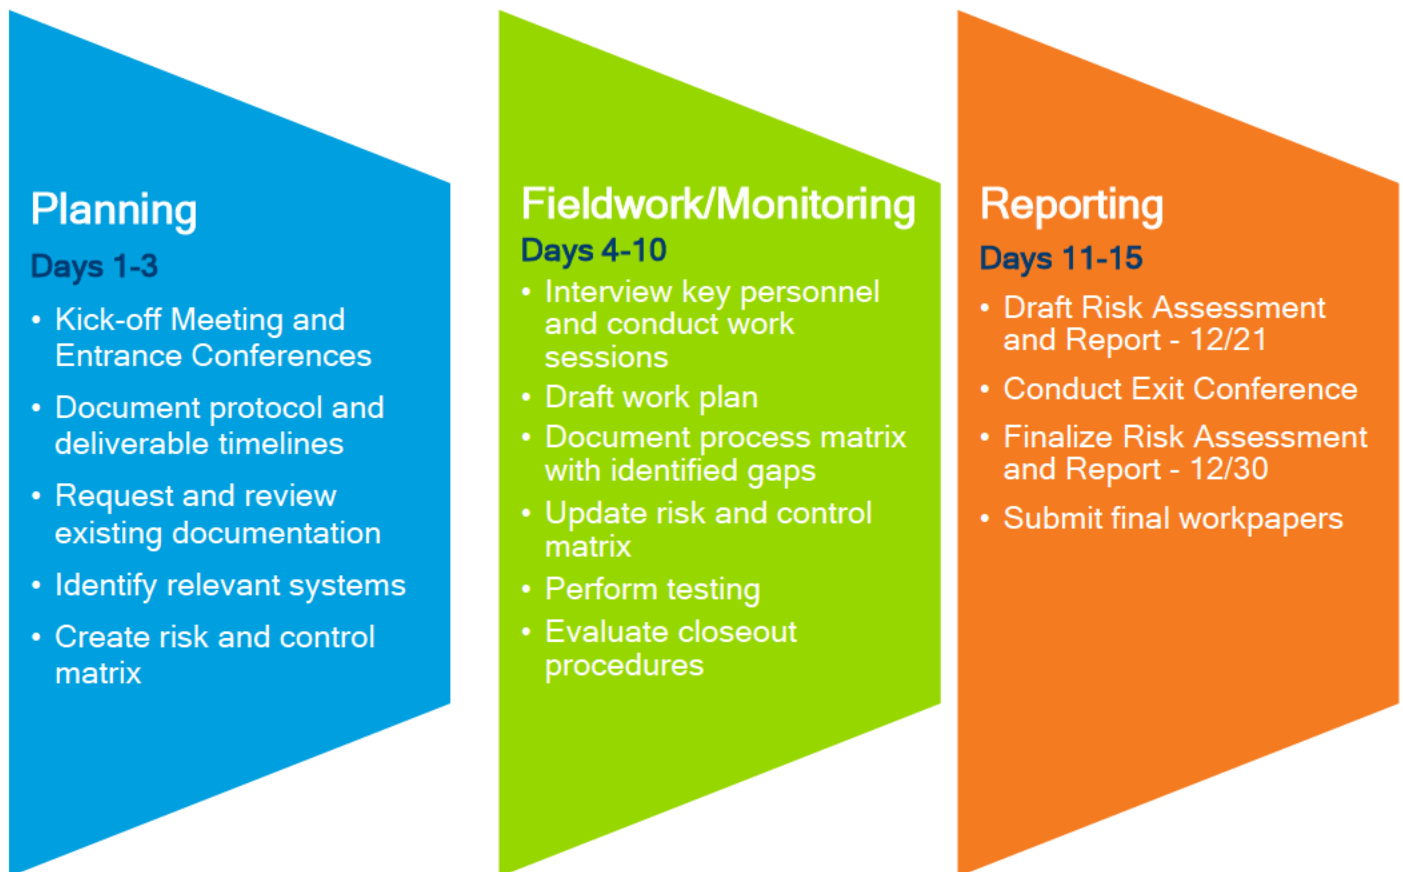 Planning
Days 1-3
• Kick-off Meeting and
Entrance Conferences
• Document protocol and
deliverable timelines
• Request and review
existing documentation
• Identify relevant systems
• Create risk and control
matrix
Fieldwork/Monitoring
Days 4-10
• Interview key personnel
and conduct work
sessions
• Draft work plan
• Document process matrix
with identified gaps
• Update risk and control
matrix
• Perform testing
• Evaluate closeout
procedures
Reporting
Days 11-15
• Draft Risk Assessment
and Report - 12/21
• Conduct Exit Conference
• Finalize Risk Assessment
and Report - 12/30
• Submit final workpapers